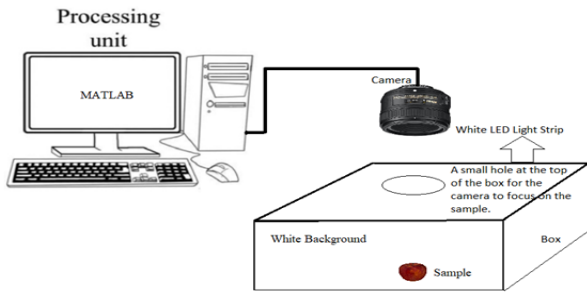 Processing
unit
MATLAB
Camera
White LED Light Strip
A small hole at the top
of the box for the
camera to focus on the
sample.
White Background
Box
Sample